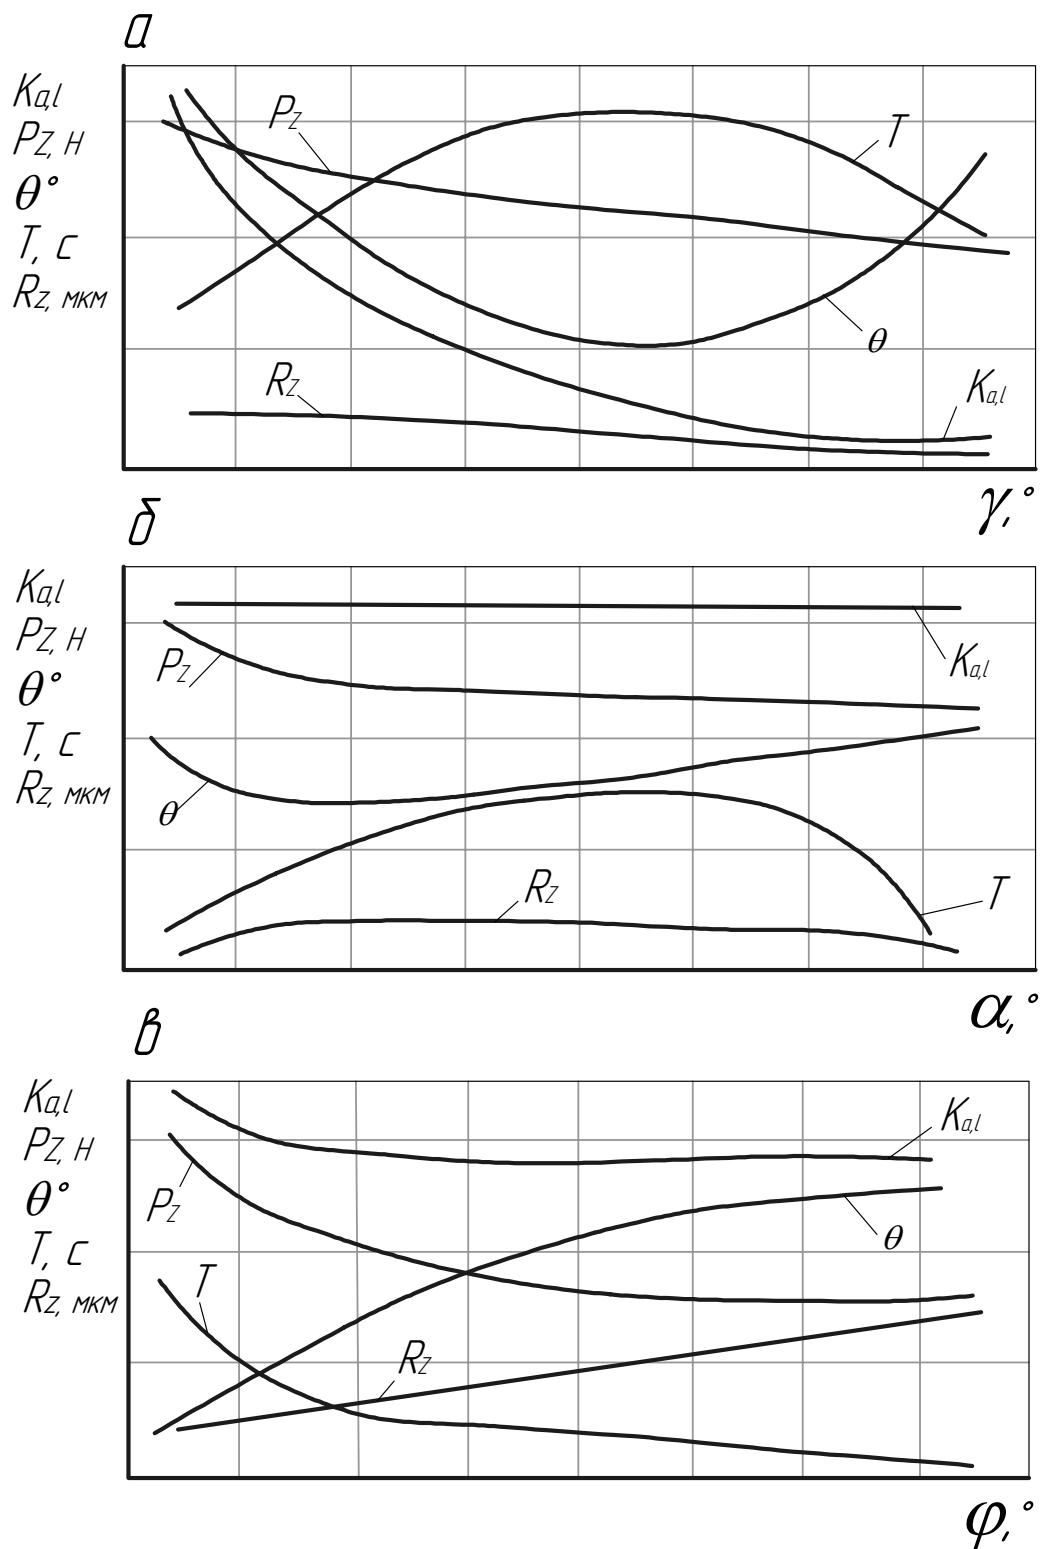 а
Ka,l
Pz, Н
θ°
T, с
Rz, мкм
Pz
T
θ
Rz
Ka,l
γ,°
б
Ka,l
Pz, Н
θ°
T, с
Rz, мкм
Ka,l
Pz
θ
Rz
T
α,°
в
Ka,l
Pz, Н
θ°
T, с
Rz, мкм
Ka,l
Pz
θ
T
Rz
φ,°